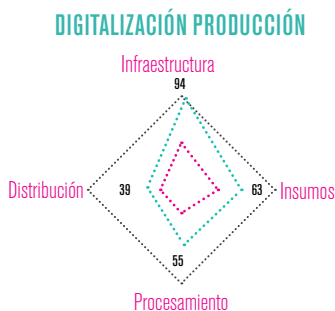 DIGITALIZACIÓN PRODUCCIÓN
Infraestructura
94
Distribución 39 63 Insumos
55
Procesamiento